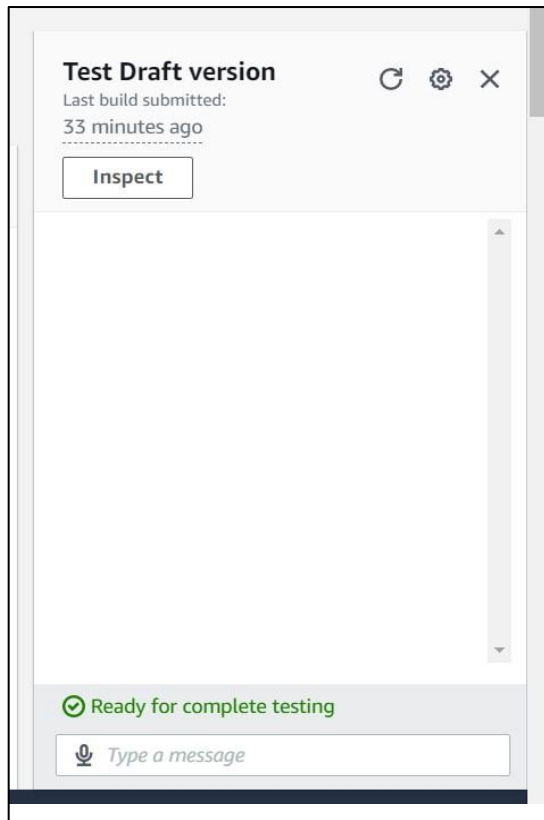 Test Draft version
Last build submitted:
33 minutes ago
Inspect
Ready for complete testing
Type a message